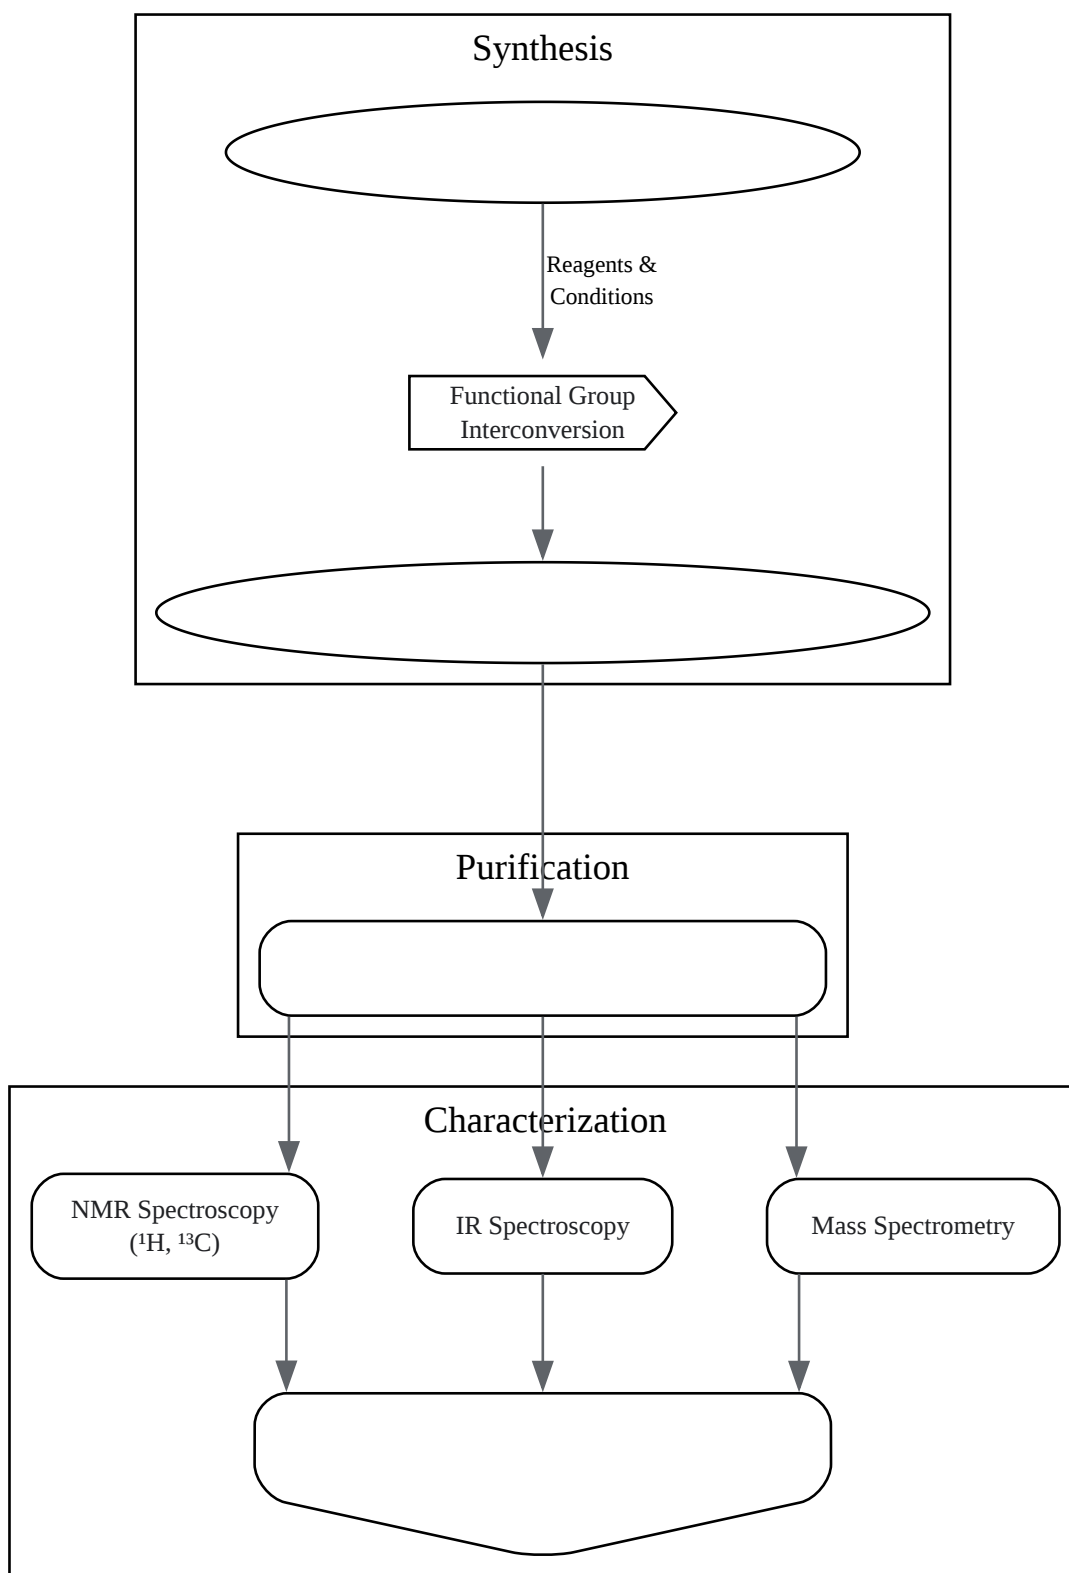 Synthesis
Reagents &
Conditions
Functional Group
Interconversion
Purification
Characterization
NMR Spectroscopy
(¹H, ¹³C)
IR Spectroscopy
Mass Spectrometry